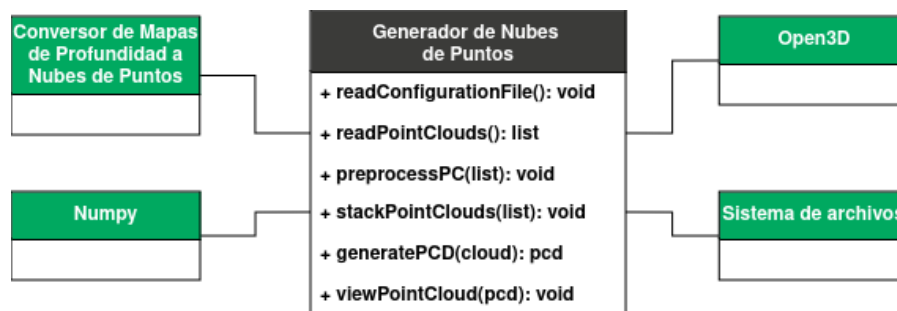 Conversor de Mapas
de Profundidad a
Nubes de Puntos
Numpy
Generador de Nubes
de Puntos
+ readConfigurationFile(): void
+ readPointClouds(): list
+ preprocessPC(list): void
+ stackPointClouds(list): void
+ generatePCD(cloud): pcd
+ viewPointCloud(pcd): void
Open3D
Sistema de archivos